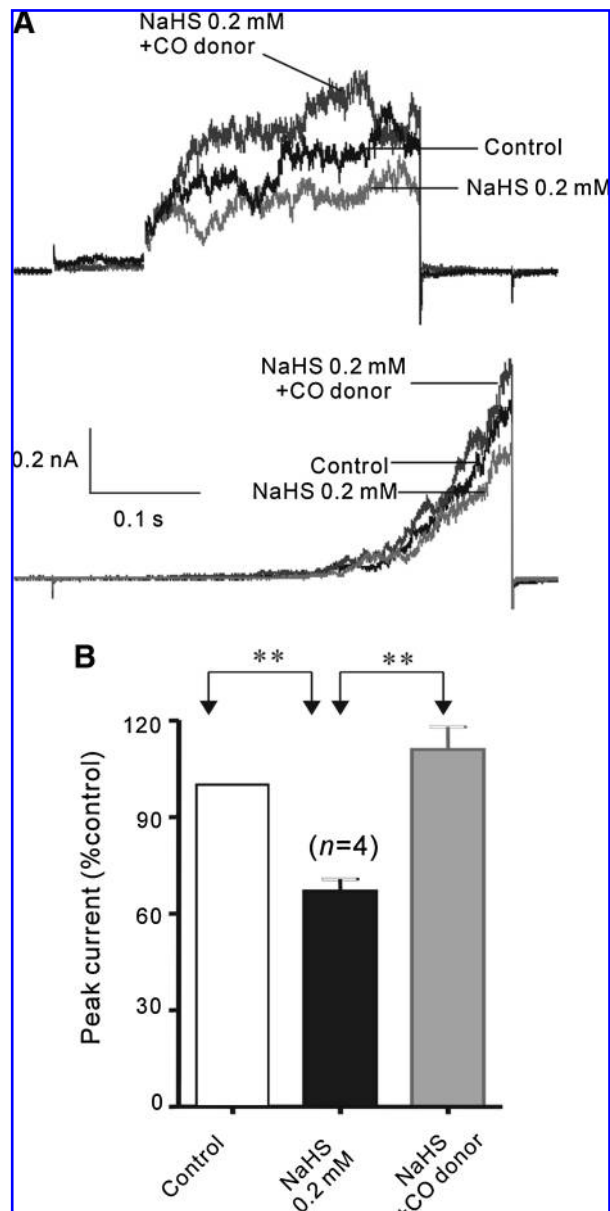 A
NaHS 0.2 mM
+CO donor
Control
NaHS 0.2 mM
NaHS 0.2 mM
+CO donor
0.2 nA
Control
NaHS 0.2 mM
0.1 s
B
** **
120
90
60
30
0
Peak current (%control)
(n=4)
Control
NaHS
0.2 mM
NaHS
+CO donor